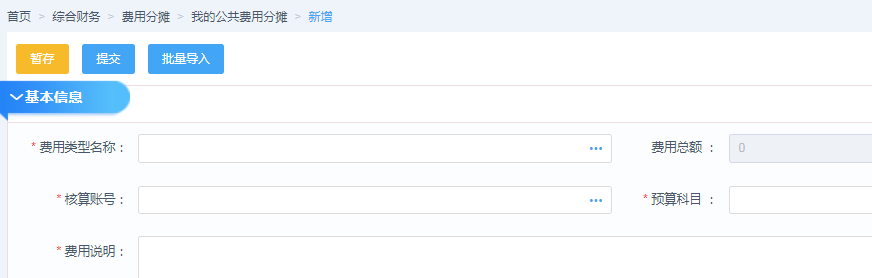 首页 > 综合财务 > 费用分摊 > 我的公共费用分摊 > 新增
暂存 提交 批量导入
基本信息
* 费用类型名称： 费用总额 ： 0
* 核算账号： * 预算科目 ：
* 费用说明：